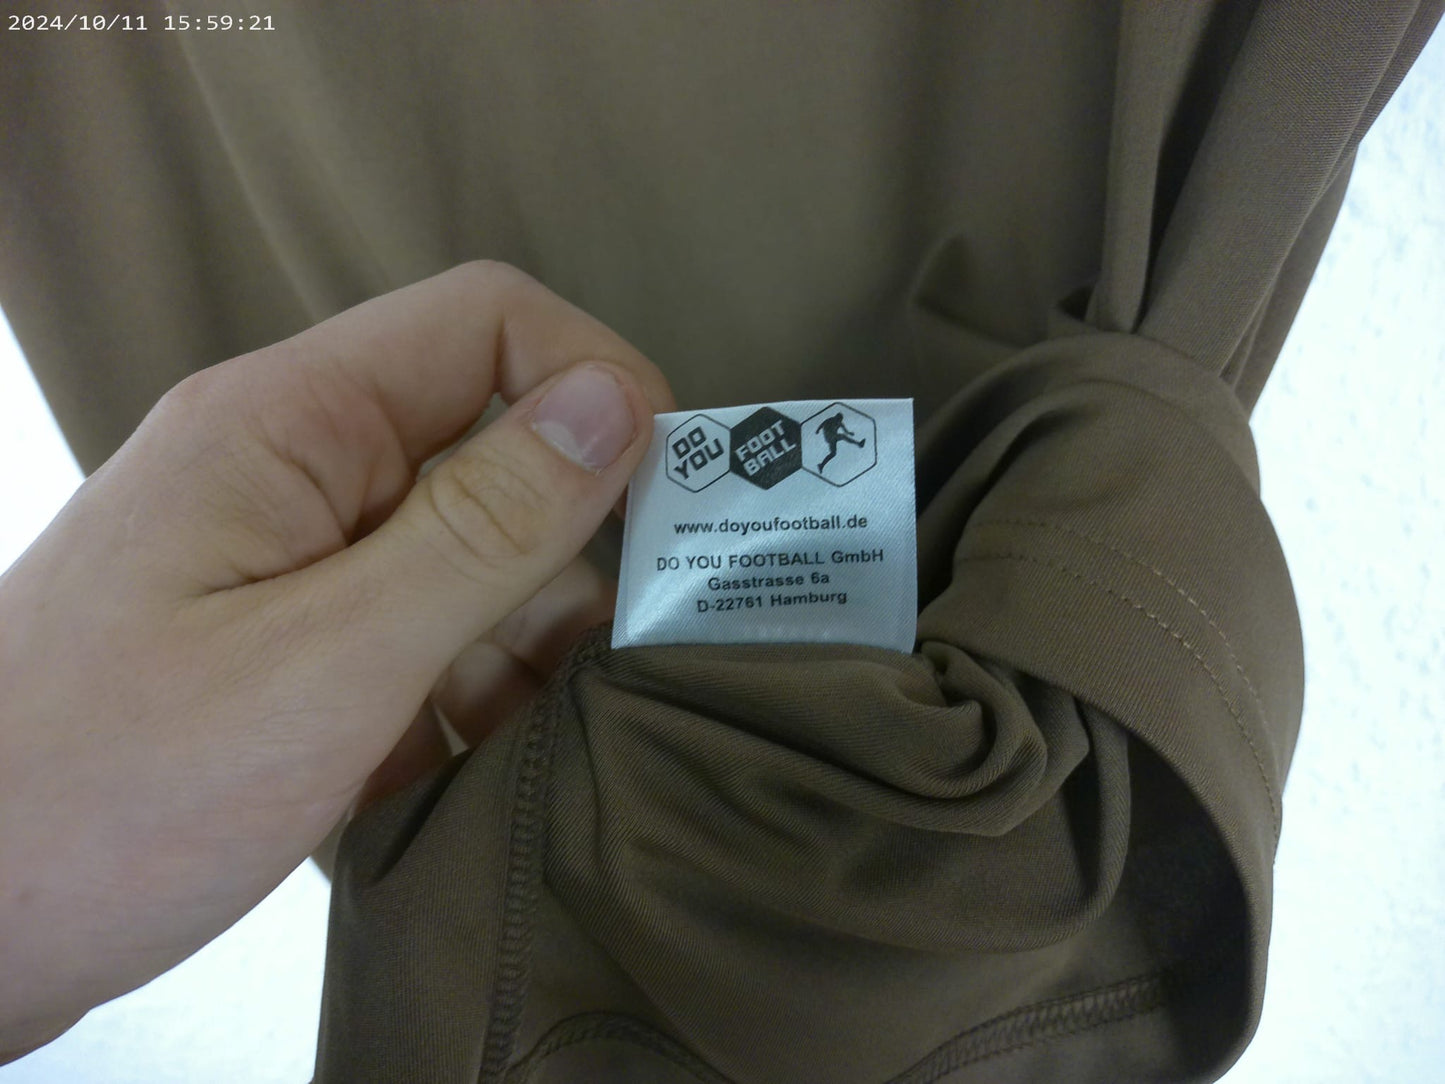 2024/10/11 15:59:21
DO
YOU
FOOT
BALL
www.doyoufootball.de
DO YOU FOOTBALL GmbH
Gasstrasse 6a
D-22761 Hamburg